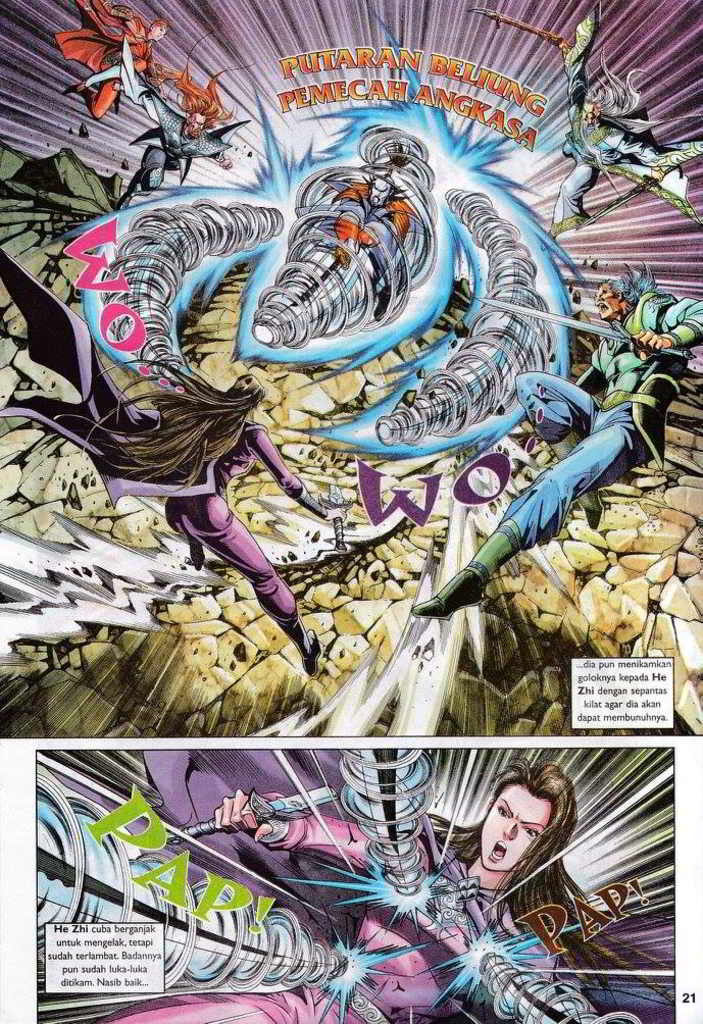 PUTARAN BELIUNG
PEMECAH ANGKASA
WO...
WO...
...dia pun menikamkan
goloknya kepada He
Zhi dengan sepantas
kilat agar dia akan
dapat membunuhnya.
PAP!
PAP!
He Zhi cuba berganjak
untuk mengelak, tetapi
sudah terlambat. Badannya
pun sudah luka-luka
ditikam. Nasib baik...
21